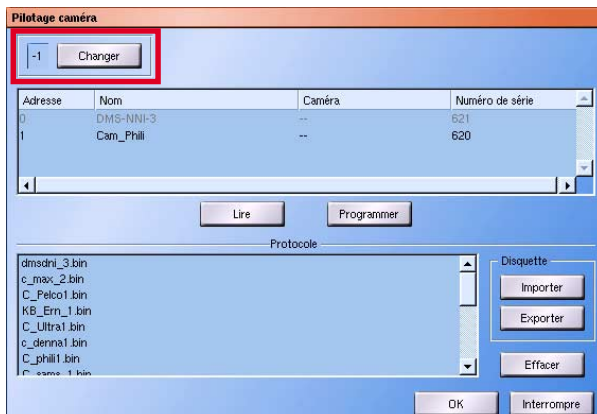 Pilotage caméra
-1 Changer
Adresse Nom Caméra Numéro de série
0 DMS-NNI-3 -- 621
1 Cam_Phili -- 620
Lire Programmer
Protocole
dmsdni_3.bin
c_max_2.bin
C_Pelco1.bin
KB_Ern_1.bin
C_Ultra1.bin
c_denna1.bin
C_phili1.bin
C_sams_1.bin
Disquette
Importer
Exporter
Effacer
OK Interrompre